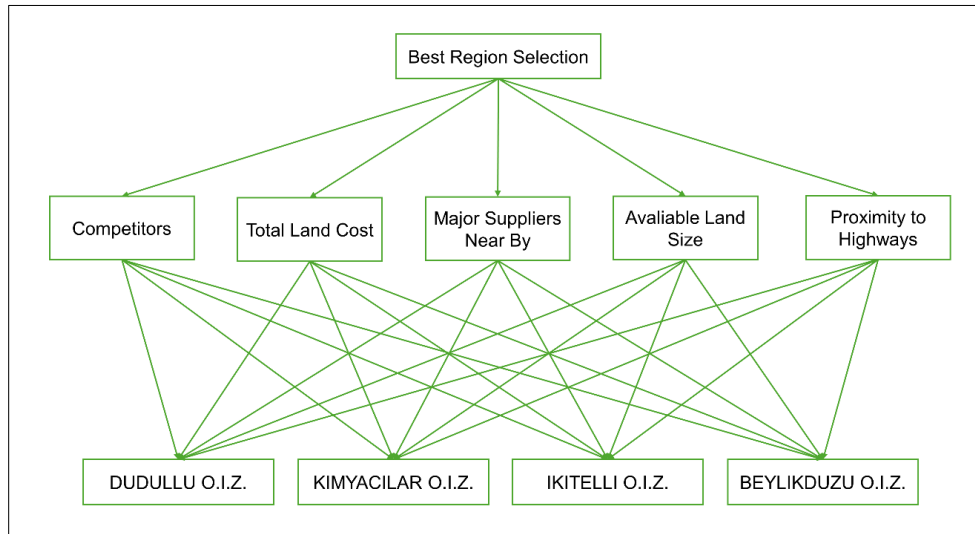 Best Region Selection
Competitors
Total Land Cost
Major Suppliers
Near By
Avaliable Land
Size
Proximity to
Highways
DUDULLU O.I.Z.
KIMYACILAR O.I.Z.
IKITELLI O.I.Z.
BEYLIKDUZU O.I.Z.